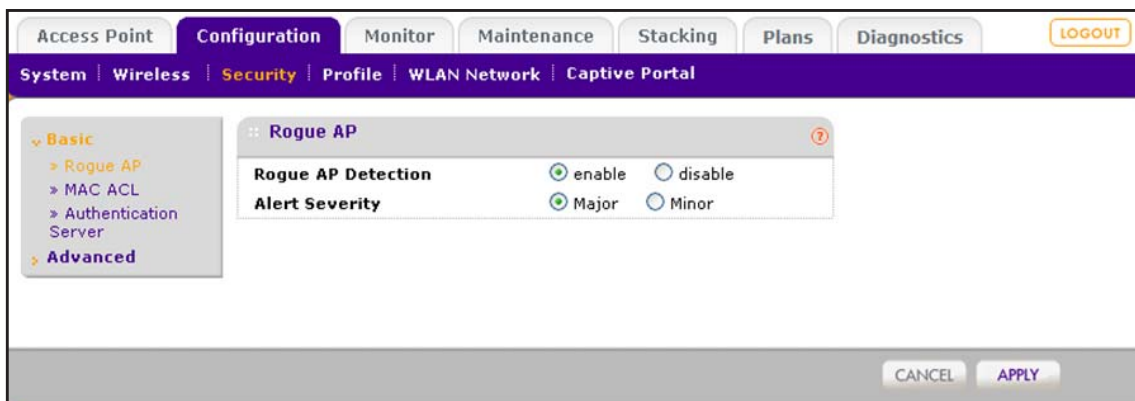 Access Point Configuration Monitor Maintenance Stacking Plans Diagnostics LOGOUT
System Wireless Security Profile WLAN Network Captive Portal
Basic
» Rogue AP
» MAC ACL
» Authentication
Server
Advanced
Rogue AP ?
Rogue AP Detection enable disable
Alert Severity Major Minor
CANCEL APPLY